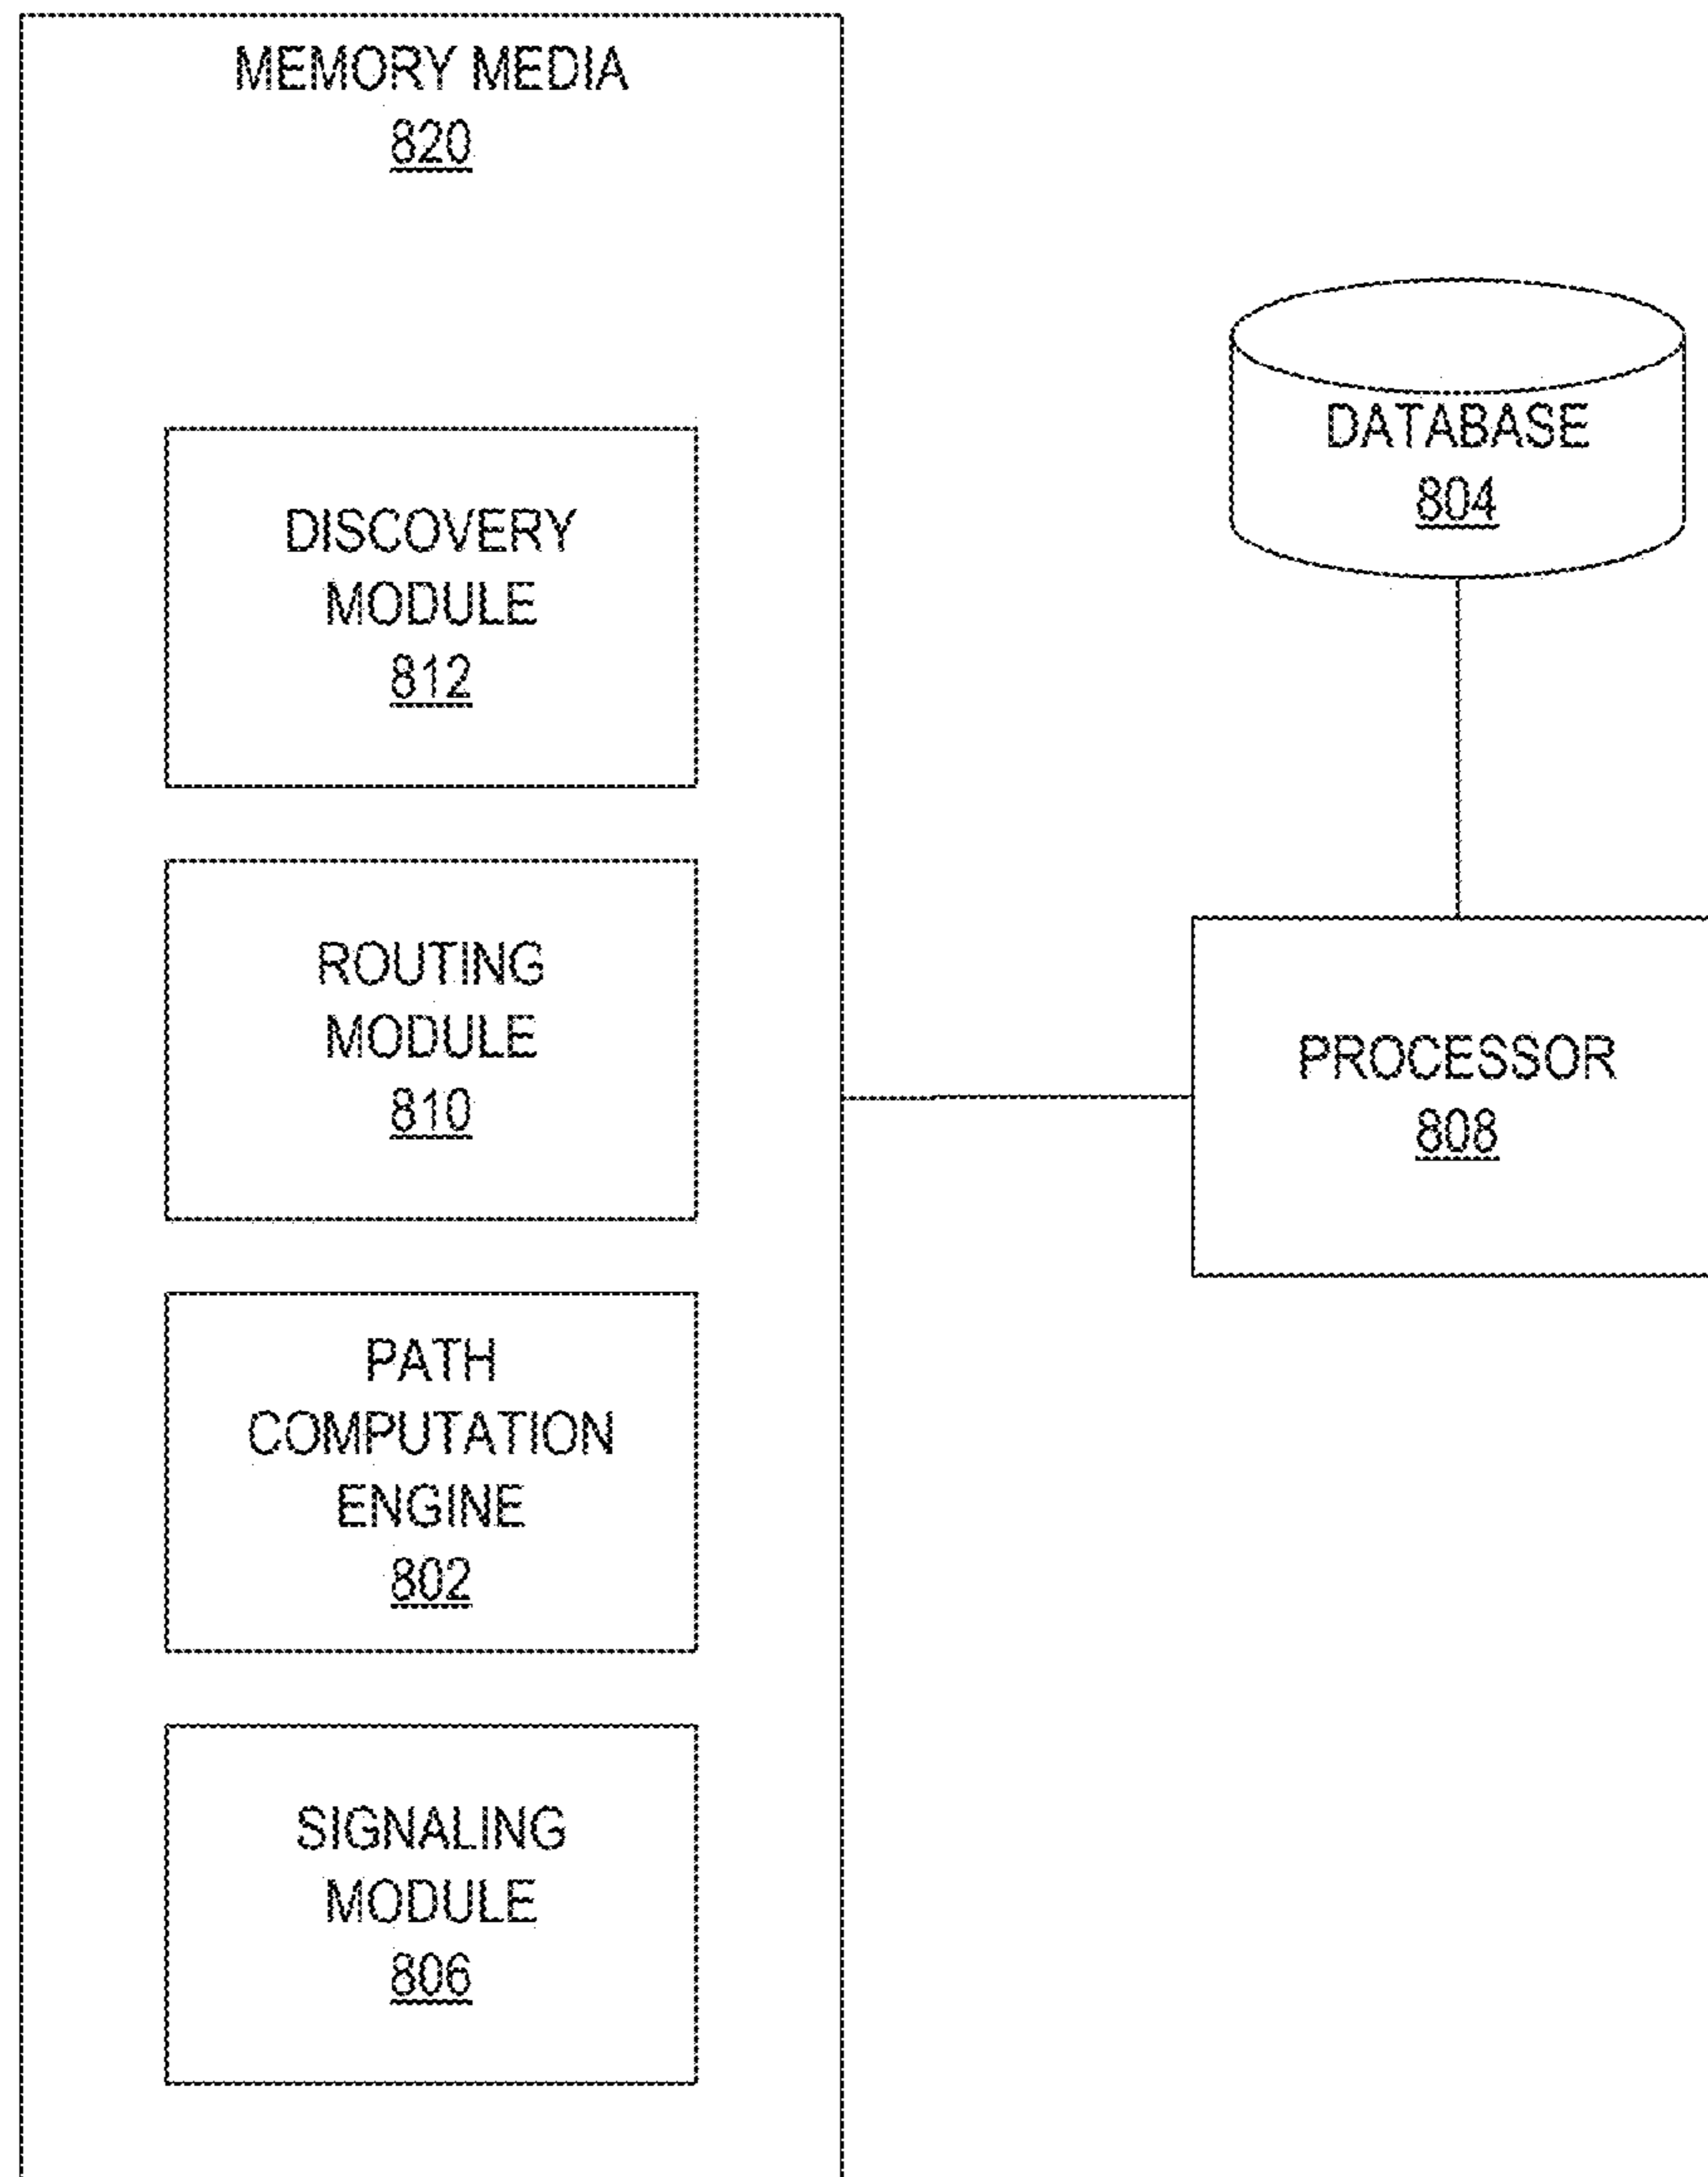 MEMORY MEDIA
820
DISCOVERY
MODULE
812
ROUTING
MODULE
810
PATH
COMPUTATION
ENGINE
802
SIGNALING
MODULE
806
DATABASE
804
PROCESSOR
808